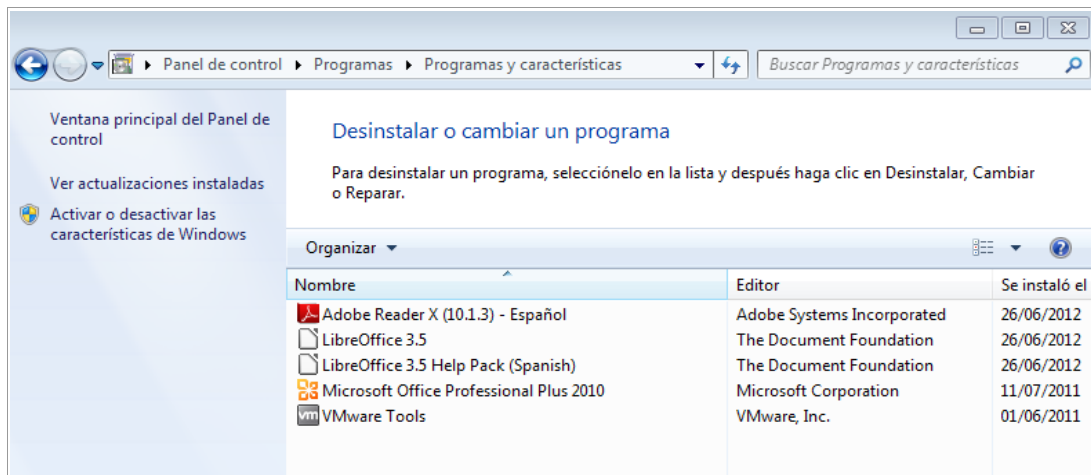 Panel de control Programas Programas y características Buscar Programas y características
Ventana principal del Panel de
control
Ver actualizaciones instaladas
Activar o desactivar las
características de Windows
Desinstalar o cambiar un programa
Para desinstalar un programa, selecciónelo en la lista y después haga clic en Desinstalar, Cambiar
o Reparar.
Organizar
Nombre Editor Se instaló el
Adobe Reader X (10.1.3) - Español Adobe Systems Incorporated 26/06/2012
LibreOffice 3.5 The Document Foundation 26/06/2012
LibreOffice 3.5 Help Pack (Spanish) The Document Foundation 26/06/2012
Microsoft Office Professional Plus 2010 Microsoft Corporation 11/07/2011
vm VMware Tools VMware, Inc. 01/06/2011